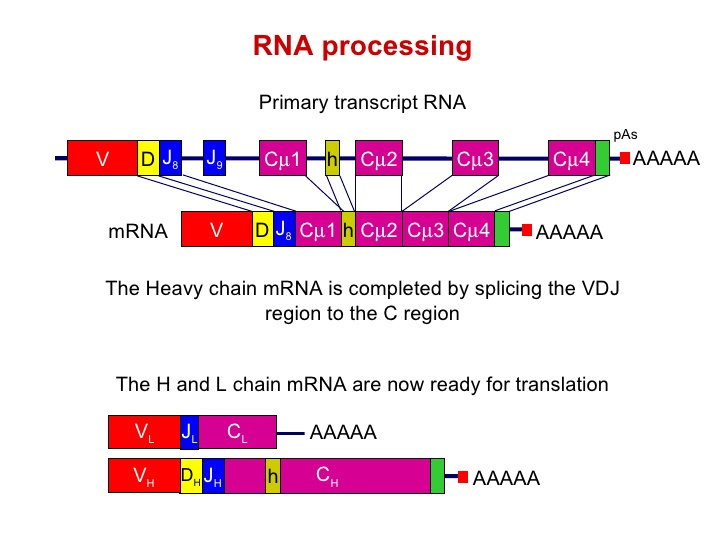 RNA processing
Primary transcript RNA
pAs
V D J8 J9 Cμ1 h Cμ2 Cμ3 Cμ4 AAAAA
mRNA V D J8 Cμ1 h Cμ2 Cμ3 Cμ4 AAAAA
The Heavy chain mRNA is completed by splicing the VDJ
region to the C region
The H and L chain mRNA are now ready for translation
VL JL CL AAAAA
VH DH JH h CH AAAAA